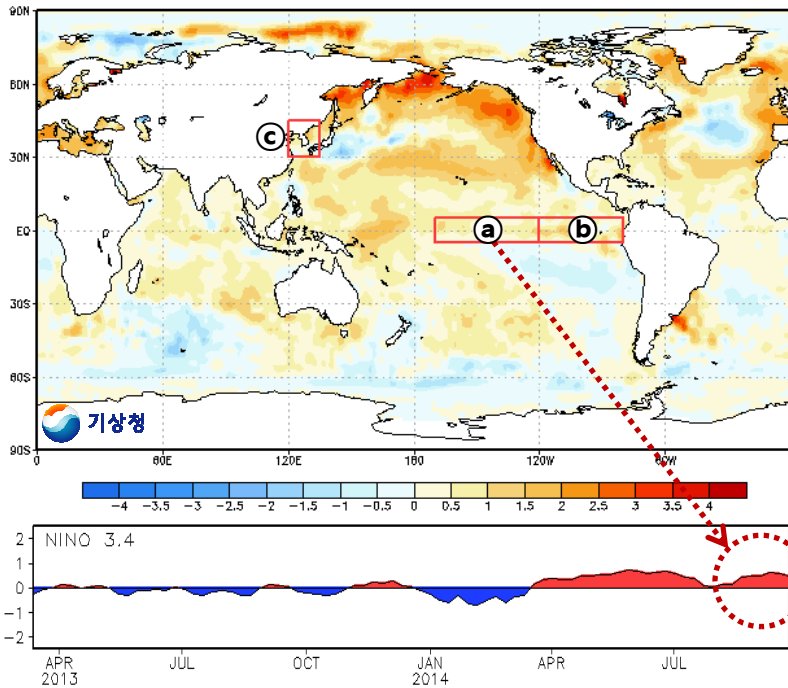 90N
60N
30N
EQ
30S
60S
90S
ⓒ
ⓐ
ⓑ
기상청
0
60E
120E
180
120W
60W
-4 -3.5 -3 -2.5 -2 -1.5 -1 -0.5 0 0.5 1 1.5 2 2.5 3 3.5 4
NINO 3.4
2
1
0
-1
-2
APR
2013
JUL
OCT
JAN
2014
APR
JUL